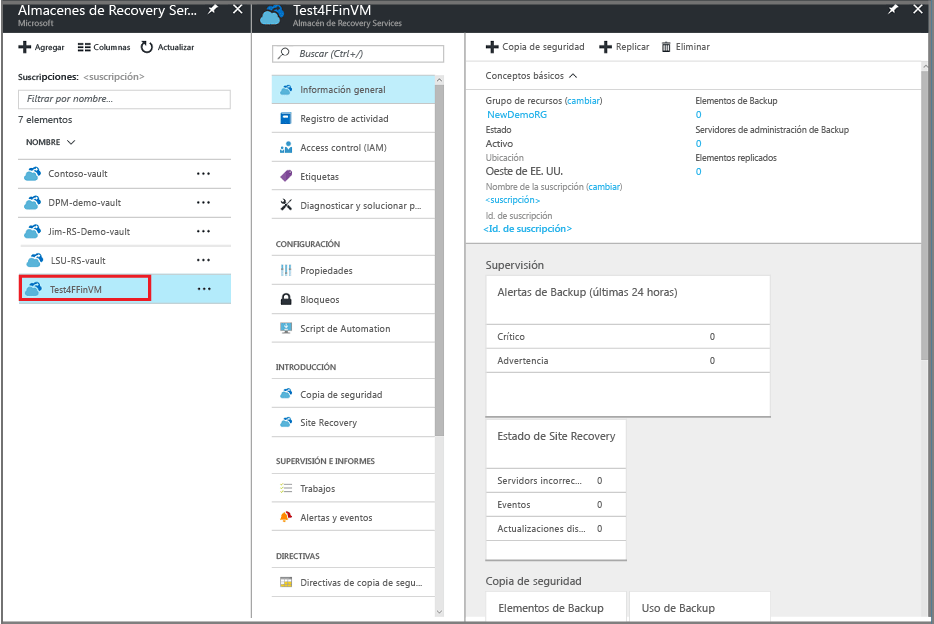 Almacenes de Recovery Ser...
Microsoft
Agregar
Columnas
Actualizar
Suscripciones: <suscripción>
Filtrar por nombre...
7 elementos
NOMBRE
Contoso-vault
DPM-demo-vault
Jim-RS-Demo-vault
LSU-RS-vault
Test4FFinVM
Test4FFinVM
Almacén de Recovery Services
Buscar (Ctrl+/)
Información general
Registro de actividad
Access control (IAM)
Etiquetas
Diagnosticar y solucionar p...
CONFIGURACIÓN
Propiedades
Bloqueos
Script de Automation
INTRODUCCIÓN
Copia de seguridad
Site Recovery
SUPERVISIÓN E INFORMES
Trabajos
Alertas y eventos
DIRECTIVAS
Directivas de copia de segu...
Copia de seguridad
Replicar
Eliminar
Conceptos básicos
Grupo de recursos (cambiar)
NewDemoRG
Estado
Activo
Ubicación
Oeste de EE. UU.
Nombre de la suscripción (cambiar)
<suscripción>
Id. de suscripción
<Id. de suscripción>
Elementos de Backup
0
Servidores de administración de Backup
0
Elementos replicados
0
Supervisión
Alertas de Backup (últimas 24 horas)
Crítico 0
Advertencia 0
Estado de Site Recovery
Servidors incorrec... 0
Eventos 0
Actualizaciones dis... 0
Copia de seguridad
Elementos de Backup
Uso de Backup